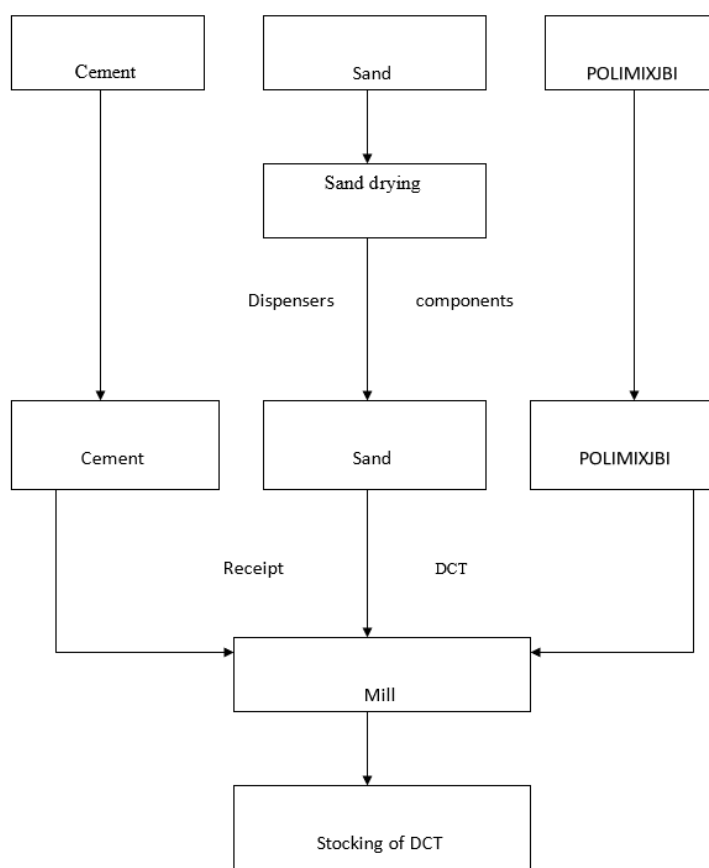 Cement
Sand
POLIMIXJBI
Sand drying
Dispensers components
Cement
Sand
POLIMIXJBI
Receipt DCT
Mill
Stocking of DCT